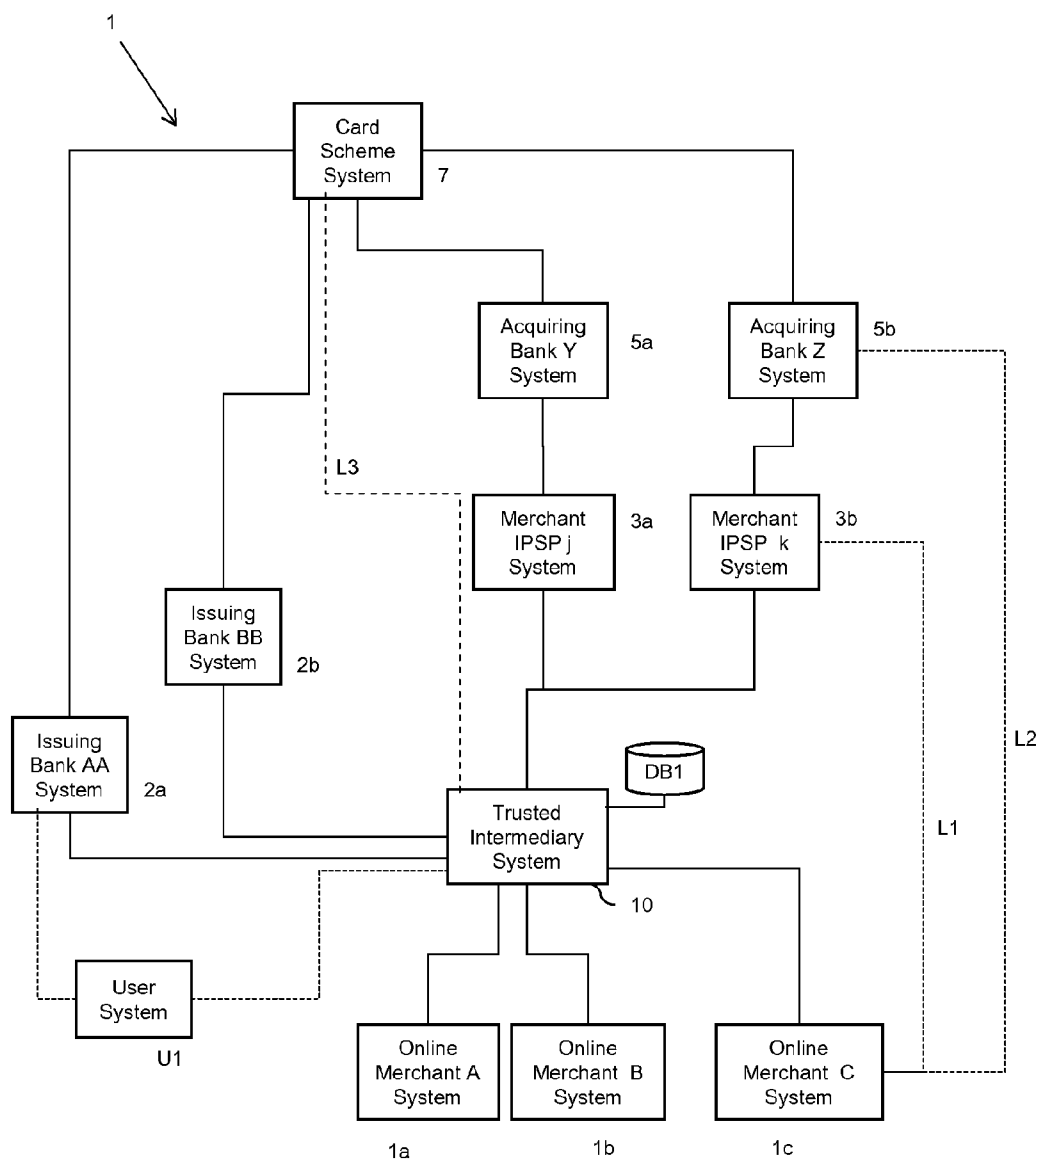 1
Card
Scheme
System
7
Acquiring
Bank Y
System
5a
Acquiring
Bank Z
System
5b
L3
Merchant
IPSP j
System
3a
Merchant
IPSP k
System
3b
Issuing
Bank BB
System
2b
Issuing
Bank AA
System
2a
DB1
L2
L1
Trusted
Intermediary
System
10
User
System
U1
Online
Merchant A
System
1a
Online
Merchant B
System
1b
Online
Merchant C
System
1c